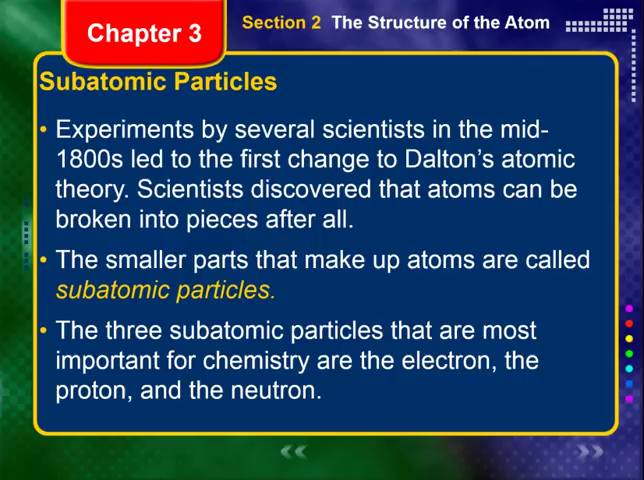 Chapter 3
Section 2 The Structure of the Atom
Subatomic Particles
• Experiments by several scientists in the mid-
1800s led to the first change to Dalton’s atomic
theory. Scientists discovered that atoms can be
broken into pieces after all.
• The smaller parts that make up atoms are called
subatomic particles.
• The three subatomic particles that are most
important for chemistry are the electron, the
proton, and the neutron.